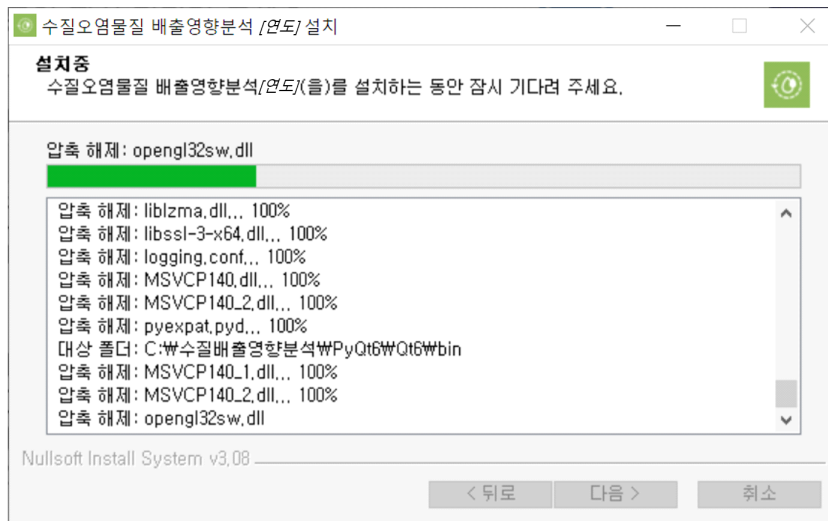 수질오염물질 배출영향분석 [연도] 설치
설치중
수질오염물질 배출영향분석[연도](을)를 설치하는 동안 잠시 기다려 주세요.
압축 해제: opengl32sw.dll
압축 해제: liblzma.dll... 100%
압축 해제: libssl-3-x64.dll... 100%
압축 해제: logging.conf... 100%
압축 해제: MSVCP140.dll... 100%
압축 해제: MSVCP140_2.dll... 100%
압축 해제: pyexpat.pyd... 100%
대상 폴더: C:₩수질배출영향분석₩PyQt6₩Qt6₩bin
압축 해제: MSVCP140_1.dll... 100%
압축 해제: MSVCP140_2.dll... 100%
압축 해제: opengl32sw.dll
Nullsoft Install System v3.08
< 뒤로 다음 > 취소